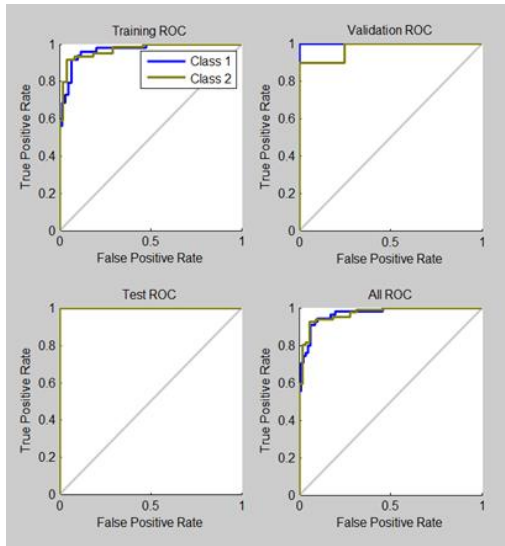 Training ROC
1
0.8
0.6
0.4
0.2
0
True Positive Rate
Class 1
Class 2
0 0.5 1
False Positive Rate
Validation ROC
1
0.8
0.6
0.4
0.2
0
True Positive Rate
0 0.5 1
False Positive Rate
Test ROC
1
0.8
0.6
0.4
0.2
0
True Positive Rate
0 0.5 1
False Positive Rate
All ROC
1
0.8
0.6
0.4
0.2
0
True Positive Rate
0 0.5 1
False Positive Rate